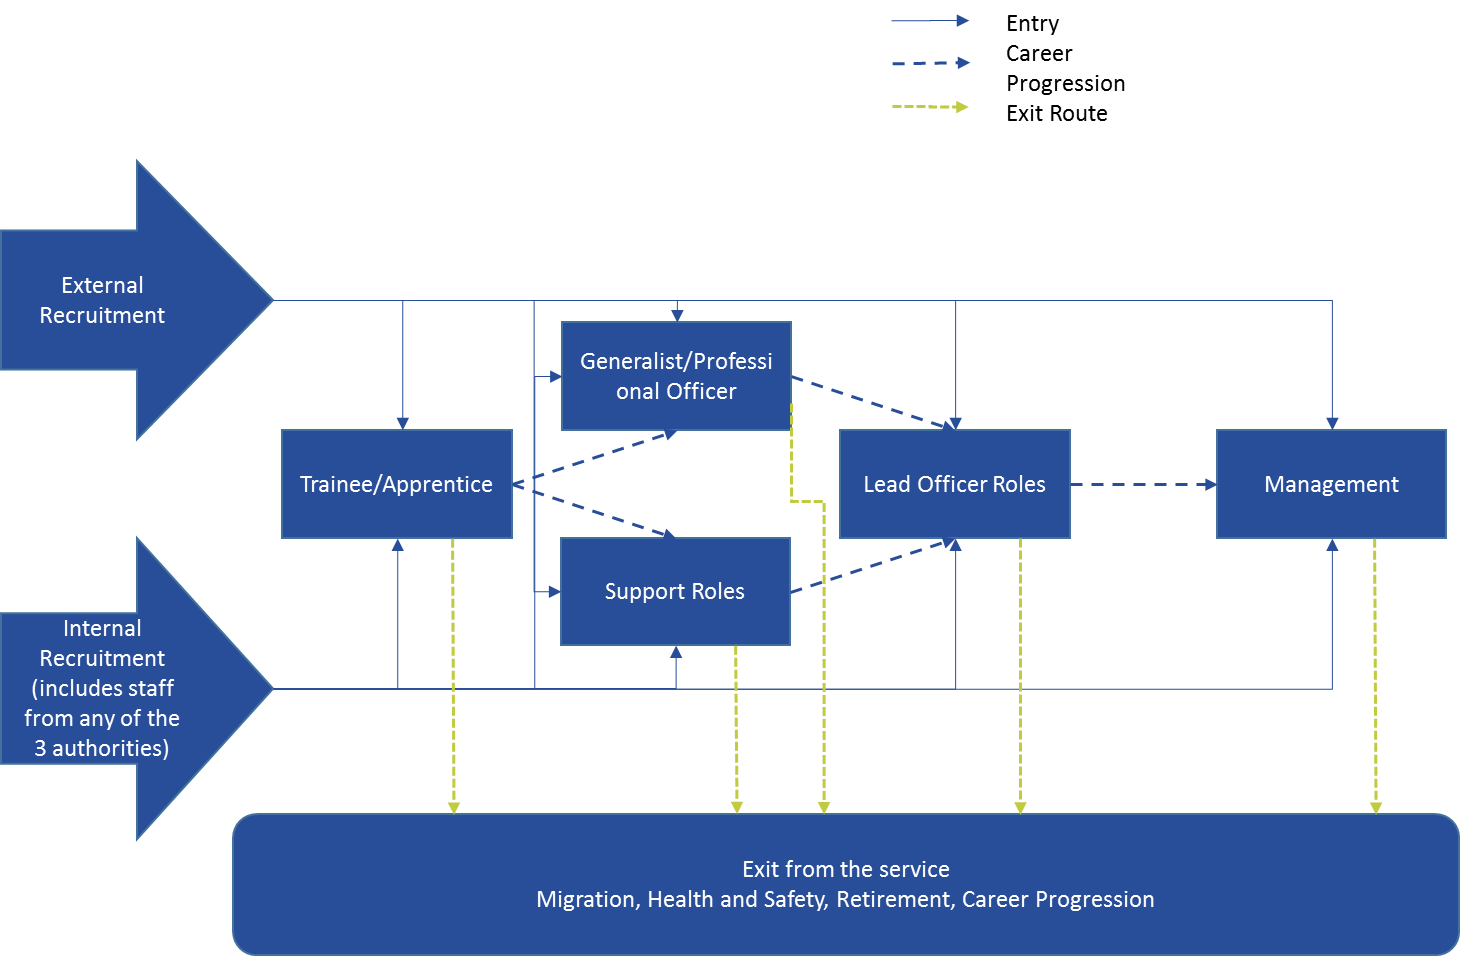 Entry
Career
Progression
Exit Route
External
Recruitment
Generalist/Professi
onal Officer
Trainee/Apprentice
Lead Officer Roles
Management
Support Roles
Internal
Recruitment
(includes staff
from any of the
3 authorities)
Exit from the service
Migration, Health and Safety, Retirement, Career Progression